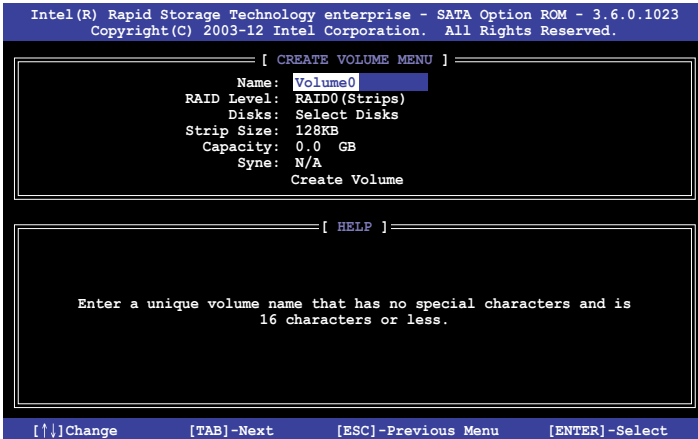 Intel(R) Rapid Storage Technology enterprise - SATA Option ROM - 3.6.0.1023
Copyright(C) 2003-12 Intel Corporation.  All Rights Reserved.
[ CREATE VOLUME MENU ]
Name: Volume0
RAID Level: RAID0(Strips)
Disks: Select Disks
Strip Size: 128KB
Capacity: 0.0  GB
Syne: N/A
Create Volume
[ HELP ]
Enter a unique volume name that has no special characters and is
16 characters or less.
[↑↓]Change [TAB]-Next [ESC]-Previous Menu [ENTER]-Select